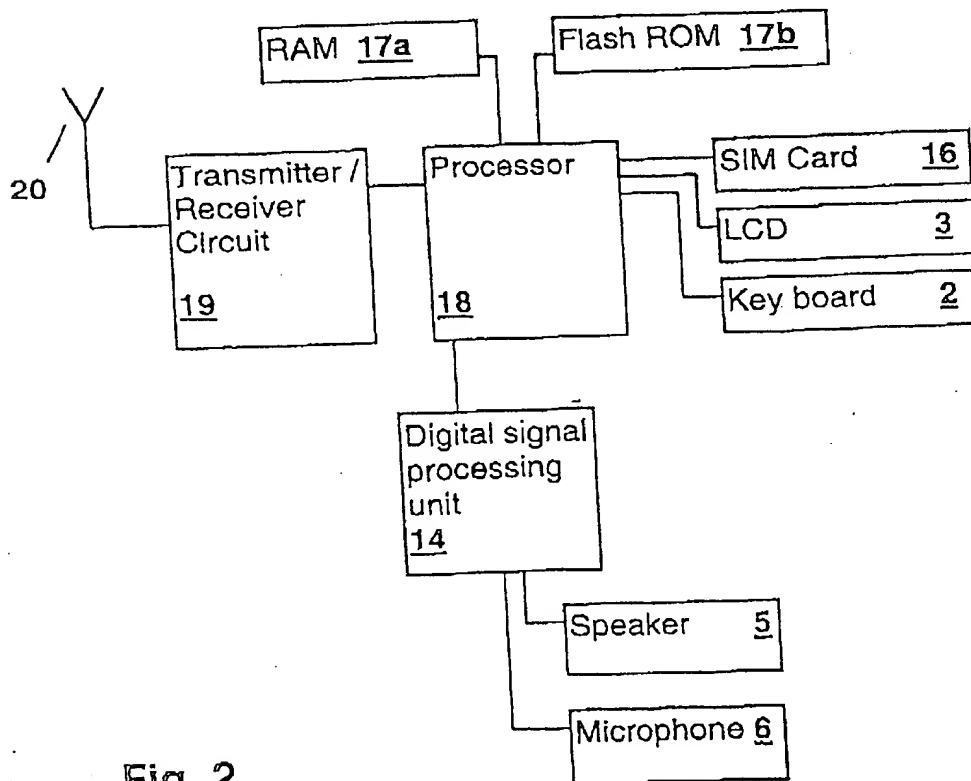 RAM 17a
Flash ROM 17b
20
Transmitter /
Receiver
Circuit
19
Processor
18
SIM Card 16
LCD 3
Key board 2
Digital signal
processing
unit
14
Speaker 5
Microphone 6
Fig. 2